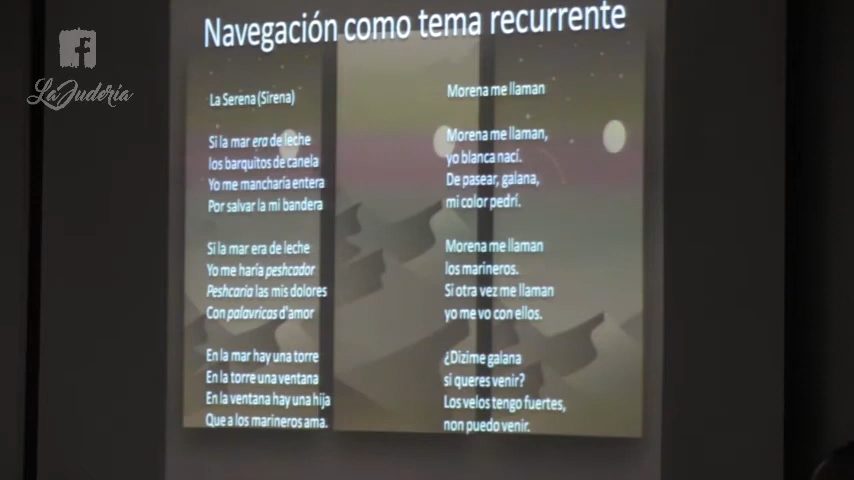 f
LaJuderia
Navegación como tema recurrente
La Serena (Sirena)
Si la mar era de leche
los barquitos de canela
Yo me mancharía entera
Por salvar la mi bandera
Si la mar era de leche
Yo me haría peshcador
Peshcaria las mis dolores
Con palavricas d'amor
En la mar hay una torre
En la torre una ventana
En la ventana hay una hija
Que a los marineros ama.
Morena me llaman
Morena me llaman,
yo blanca nací.
De pasear, galana,
mi color pedrí.
Morena me llaman
los marineros.
Si otra vez me llaman
yo me vo con ellos.
¿Dizime galana
si queres venir?
Los velos tengo fuertes,
non puedo venir.